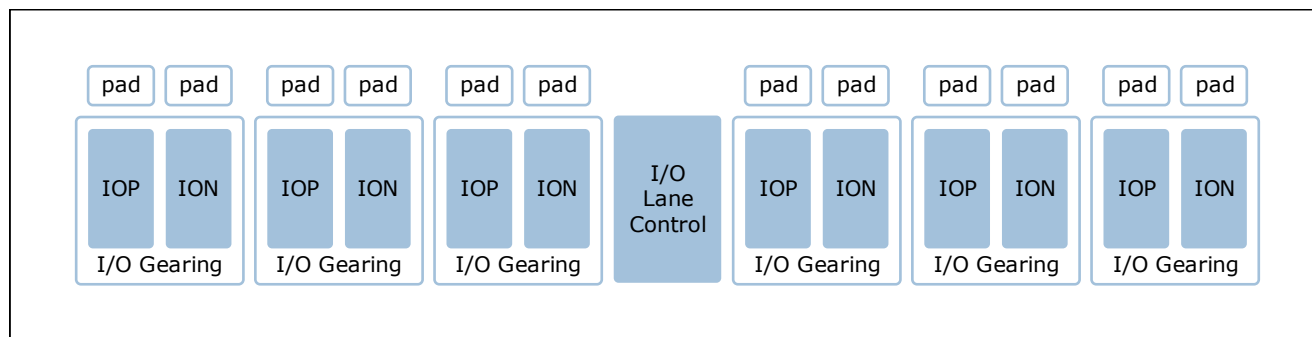 pad pad pad pad pad pad pad pad pad pad pad pad
IOP ION IOP ION IOP ION I/O IOP ION IOP ION IOP ION
Lane
Control
I/O Gearing I/O Gearing I/O Gearing I/O Gearing I/O Gearing I/O Gearing